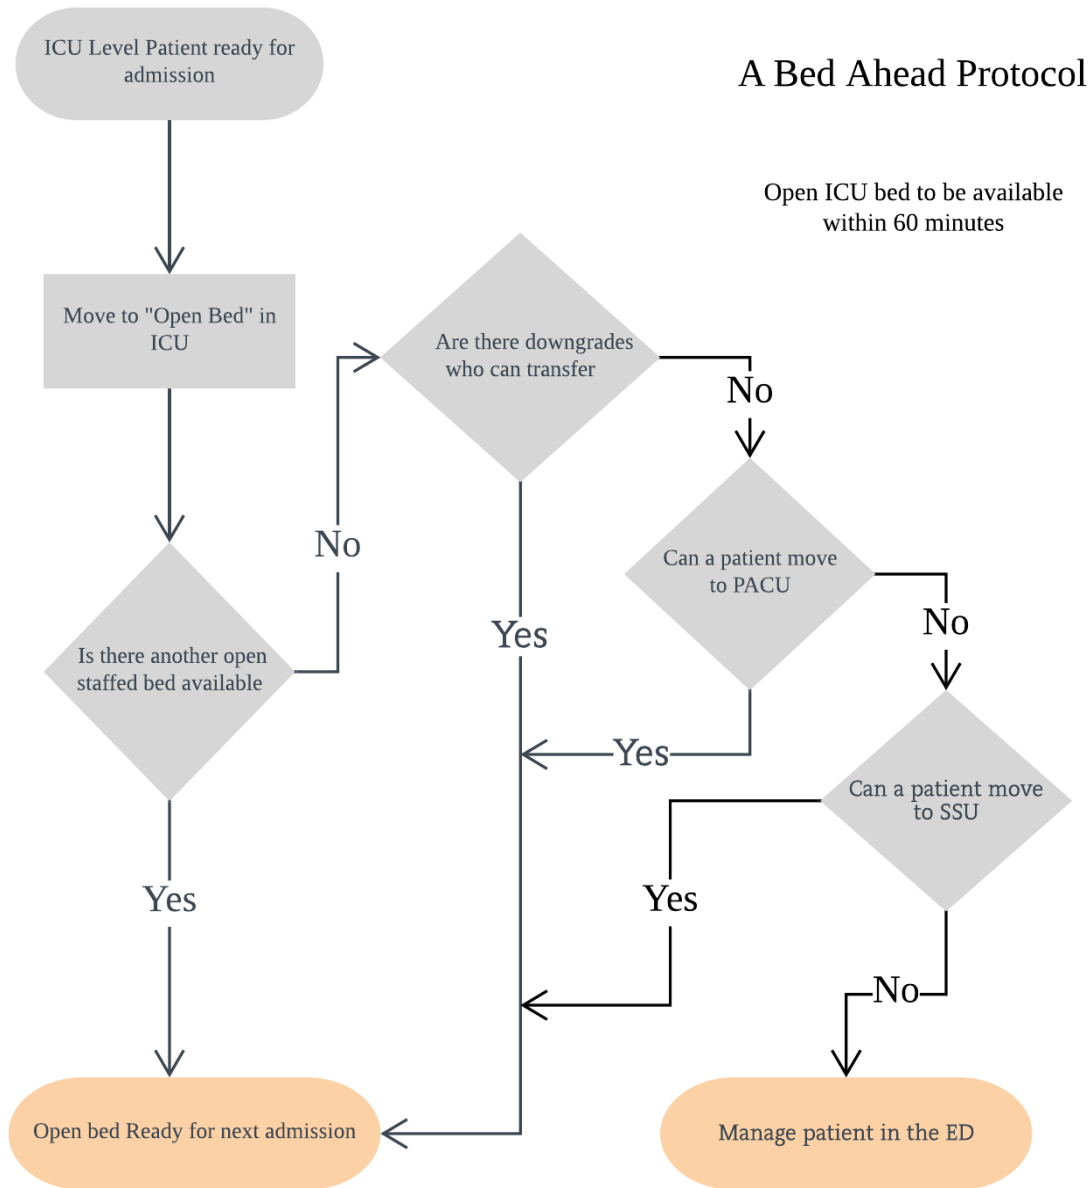 ICU Level Patient ready for
admission
A Bed Ahead Protocol
Open ICU bed to be available
within 60 minutes
Move to "Open Bed" in
ICU
Are there downgrades
who can transfer
No
Can a patient move
to PACU
No
No
Yes
Is there another open
staffed bed available
Yes
Can a patient move
to SSU
Yes
Yes
No
Open bed Ready for next admission
Manage patient in the ED